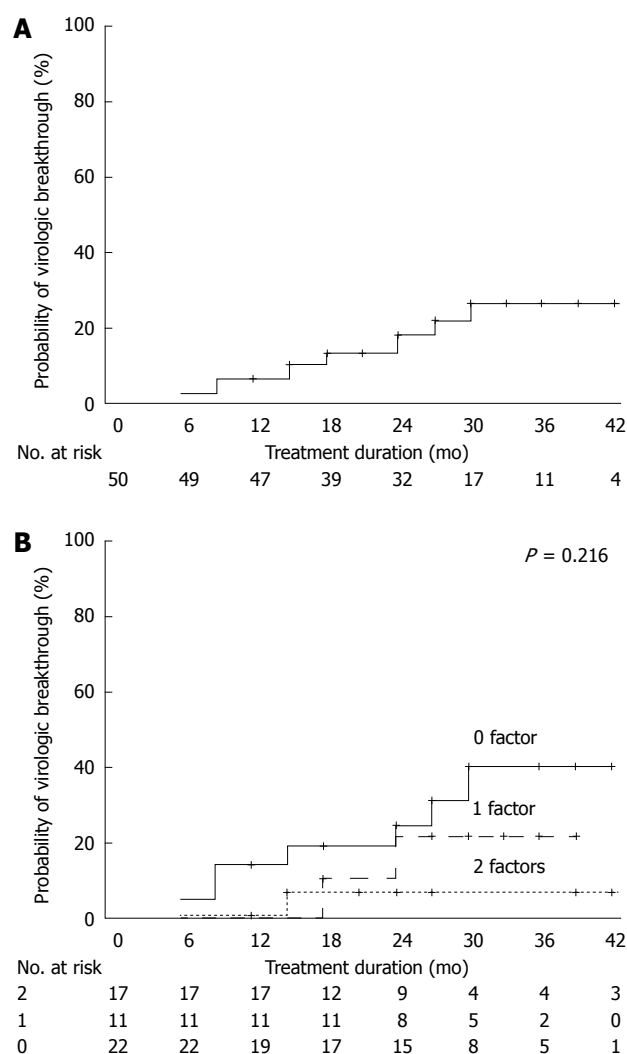 A
Probability of virologic breakthrough (%)
100
80
60
40
20
0
0 6 12 18 24 30 36 42
No. at risk Treatment duration (mo)
50 49 47 39 32 17 11 4
B
Probability of virologic breakthrough (%)
100
80
60
40
20
0
P = 0.216
0 factor
1 factor
2 factors
0 6 12 18 24 30 36 42
No. at risk Treatment duration (mo)
2 17 17 17 12 9 4 4 3
1 11 11 11 11 8 5 2 0
0 22 22 19 17 15 8 5 1